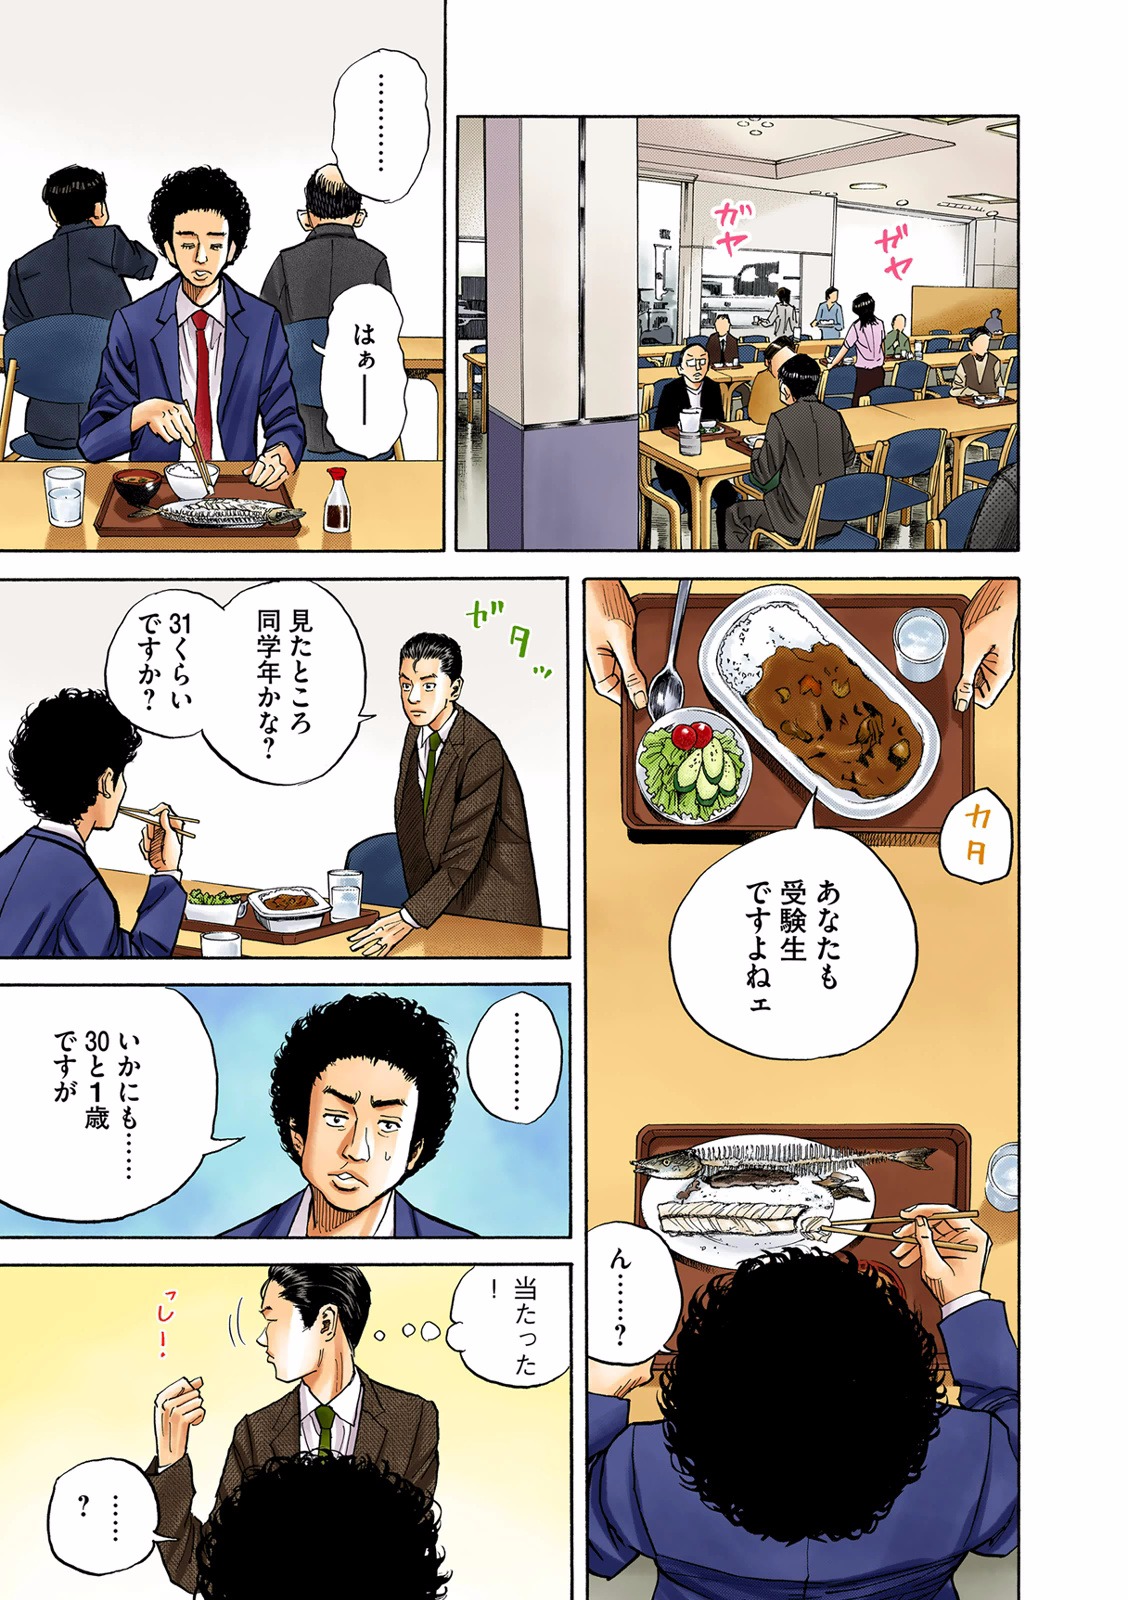 ガヤ
ガヤ
…………
はぁ――
カタ
あなたも
受験生
ですよねェ
ん……?
ガタッ
見たところ
同学年かな?
31くらい
ですか?
…………
いかにも……
30と1歳
ですが
当たった
!
こしー!
……
?